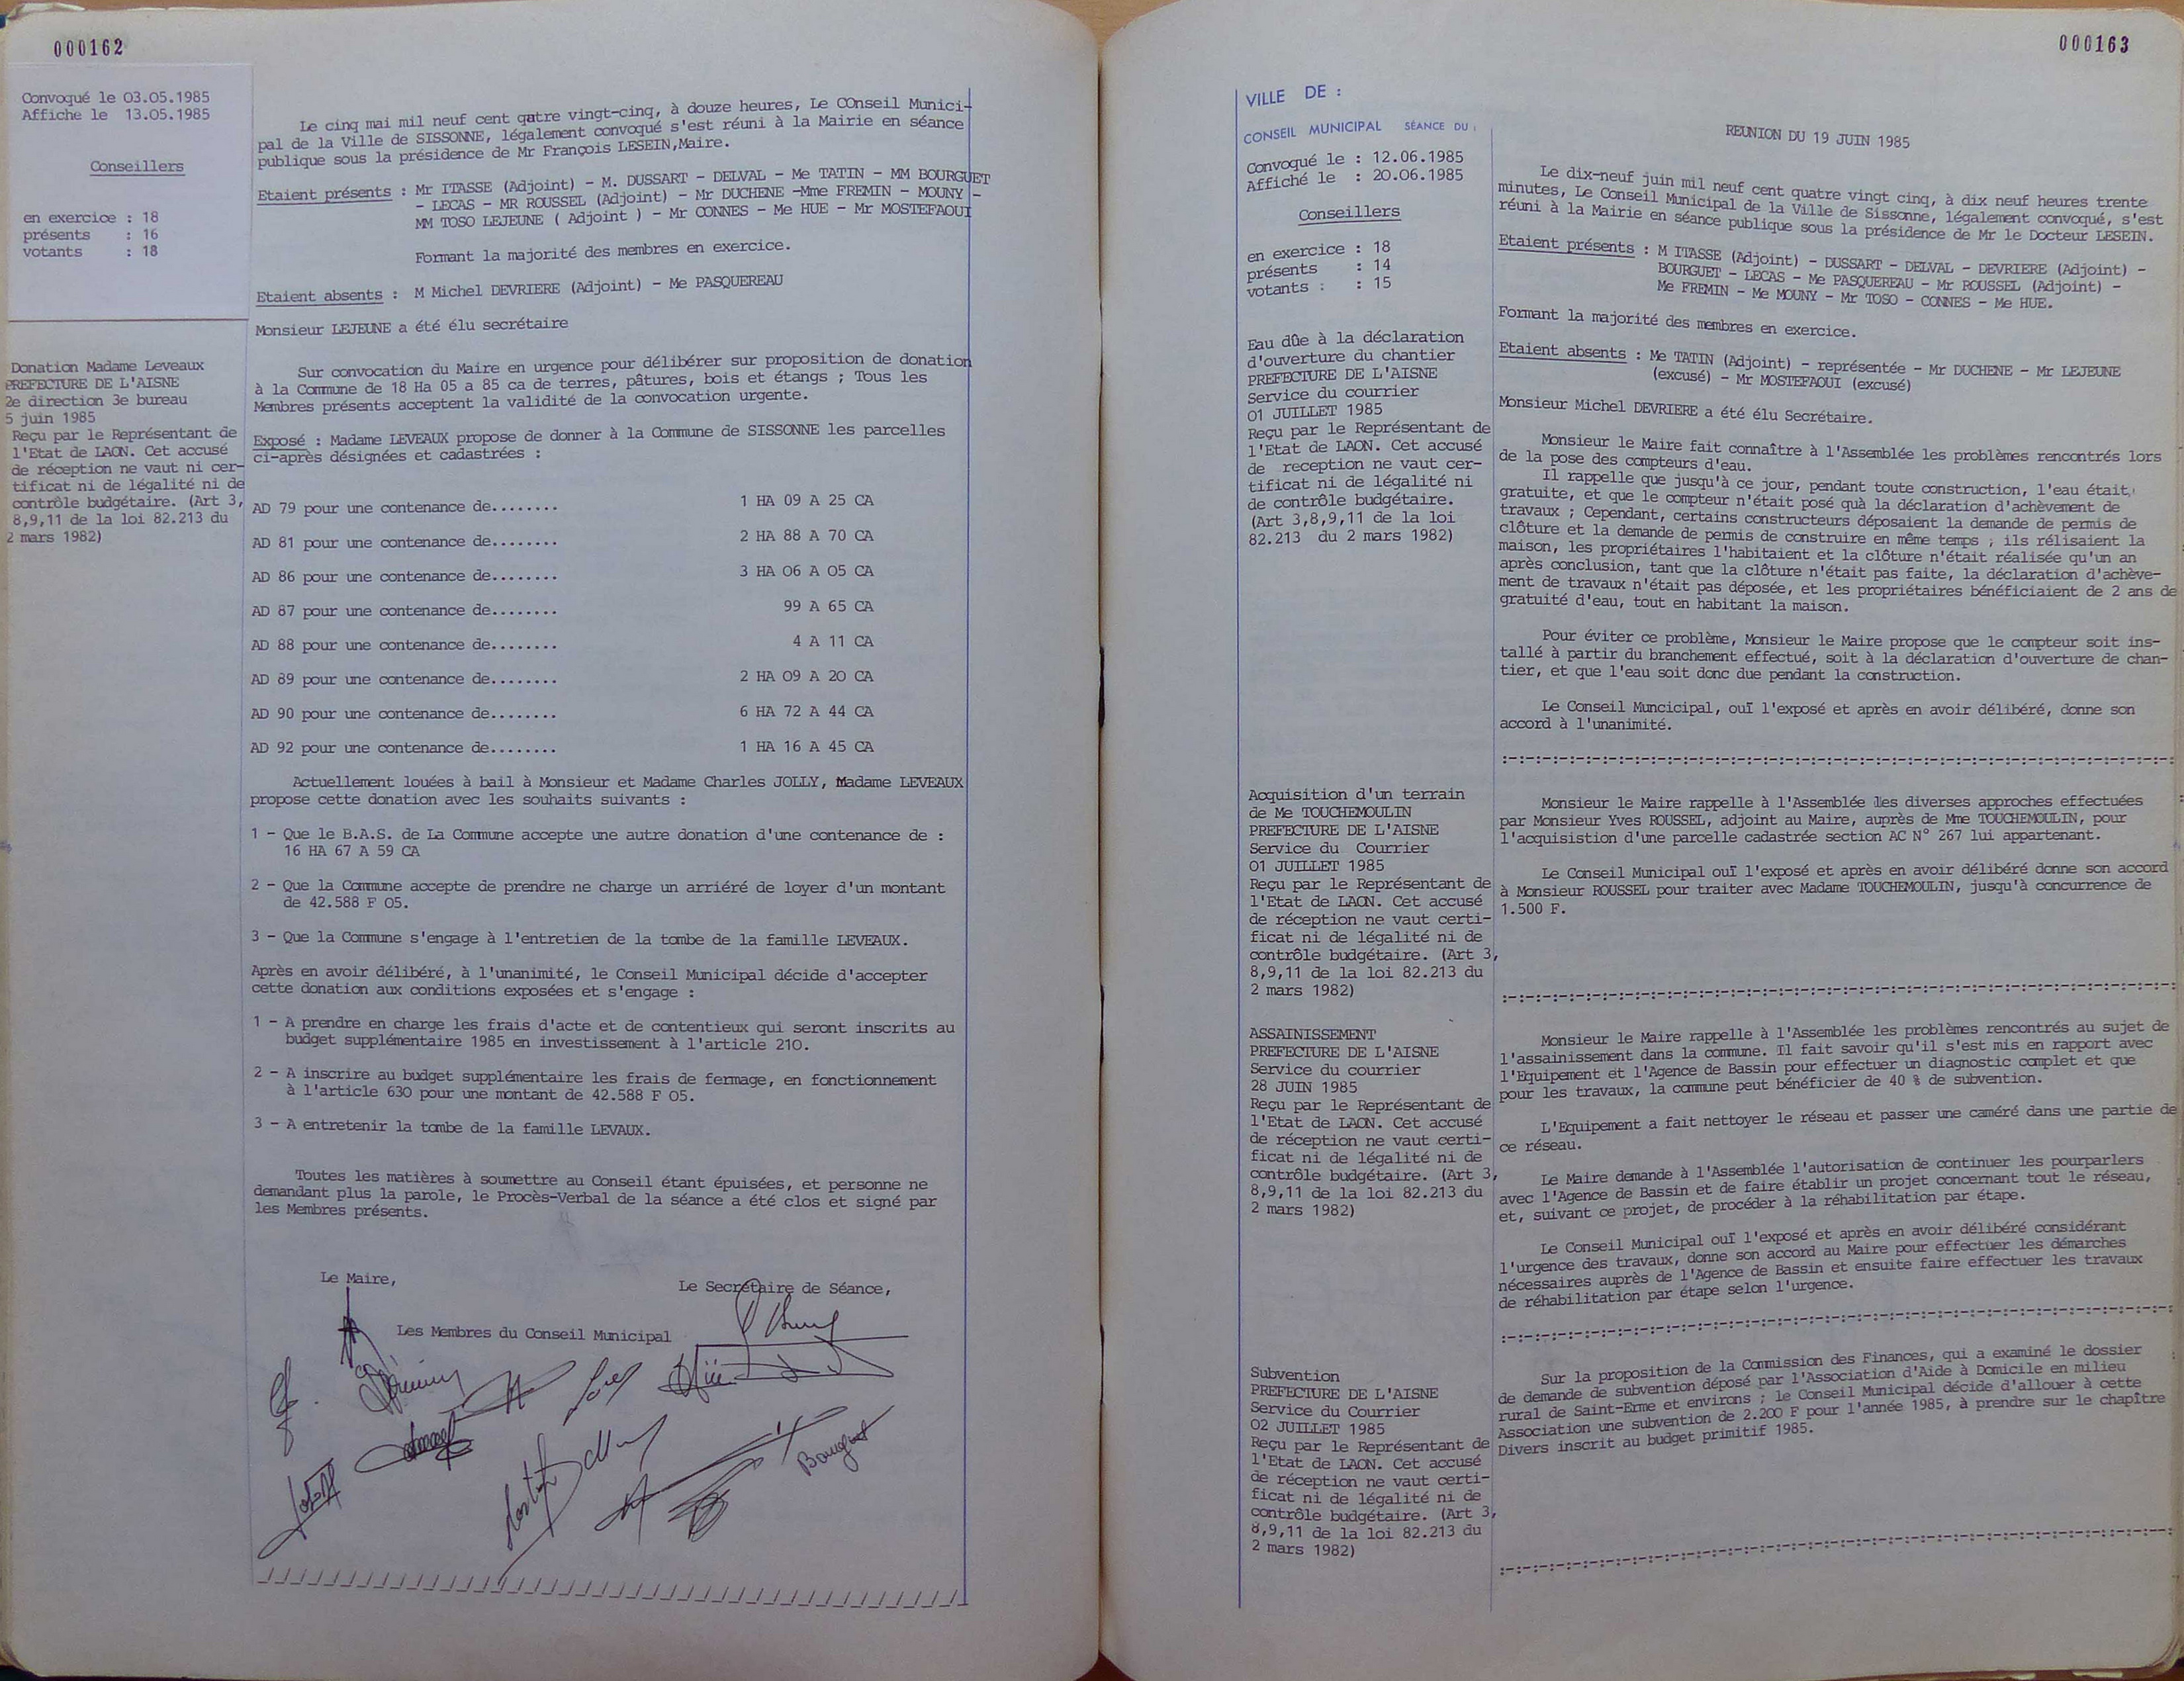 000162
Convoqué le 03.05.1985
Affiche le 13.05.1985
Conseillers
en exercice : 18
présents : 16
votants : 18
Donation Madame Leveaux
PREFECTURE DE L'AISNE
2e direction 3e bureau
5 juin 1985
Reçu par le Représentant de
l'Etat de LAON. Cet accusé
de réception ne vaut ni cer-
tificat ni de légalité ni de
contrôle budgétaire. (Art 3,
8,9,11 de la loi 82.213 du
2 mars 1982)
Le cinq mai mil neuf cent qatre vingt-cinq, à douze heures, Le COnseil Munici-
pal de la Ville de SISSONNE, légalement convoqué s'est réuni à la Mairie en séance
publique sous la présidence de Mr François LESEIN,Maire.
Etaient présents : Mr ITASSE (Adjoint) - M. DUSSART - DELVAL - Me TATIN - MM BOURGUET
- LECAS - MR ROUSSEL (Adjoint) - Mr DUCHENE -Mme FREMIN - MOUNY -
MM TOSO LEJEUNE ( Adjoint ) - Mr CONNES - Me HUE - Mr MOSTEFAOUI
Formant la majorité des membres en exercice.
Etaient absents : M Michel DEVRIERE (Adjoint) - Me PASQUEREAU
Monsieur LEJEUNE a été élu secrétaire
Sur convocation du Maire en urgence pour délibérer sur proposition de donation
à la Commune de 18 Ha 05 a 85 ca de terres, pâtures, bois et étangs ; Tous les
Membres présents acceptent la validité de la convocation urgente.
Exposé : Madame LEVEAUX propose de donner à la Commune de SISSONNE les parcelles
ci-après désignées et cadastrées :
AD 79 pour une contenance de........ 1 HA 09 A 25 CA
AD 81 pour une contenance de........ 2 HA 88 A 70 CA
AD 86 pour une contenance de........ 3 HA 06 A 05 CA
AD 87 pour une contenance de........ 99 A 65 CA
AD 88 pour une contenance de........ 4 A 11 CA
AD 89 pour une contenance de........ 2 HA 09 A 20 CA
AD 90 pour une contenance de........ 6 HA 72 A 44 CA
AD 92 pour une contenance de........ 1 HA 16 A 45 CA
Actuellement louées à bail à Monsieur et Madame Charles JOLLY, Madame LEVEAUX
propose cette donation avec les souhaits suivants :
1 - Que le B.A.S. de La Commune accepte une autre donation d'une contenance de :
16 HA 67 A 59 CA
2 - Que la Commune accepte de prendre ne charge un arriéré de loyer d'un montant
de 42.588 F 05.
3 - Que la Commune s'engage à l'entretien de la tombe de la famille LEVEAUX.
Après en avoir délibéré, à l'unanimité, le Conseil Municipal décide d'accepter
cette donation aux conditions exposées et s'engage :
1 - A prendre en charge les frais d'acte et de contentieux qui seront inscrits au
budget supplémentaire 1985 en investissement à l'article 210.
2 - A inscrire au budget supplémentaire les frais de fermage, en fonctionnement
à l'article 630 pour une montant de 42.588 F 05.
3 - A entretenir la tombe de la famille LEVAUX.
Toutes les matières à soumettre au Conseil étant épuisées, et personne ne
demandant plus la parole, le Procès-Verbal de la séance a été clos et signé par
les Membres présents.
Le Maire,
Le Secrétaire de Séance,
Les Membres du Conseil Municipal
Bourguet
000163
VILLE DE :
CONSEIL MUNICIPAL SÉANCE DU :
Convoqué le : 12.06.1985
Affiché le : 20.06.1985
Conseillers
en exercice : 18
présents : 14
votants : : 15
Eau dûe à la déclaration
d'ouverture du chantier
PREFECTURE DE L'AISNE
Service du courrier
01 JUILLET 1985
Reçu par le Représentant de
l'Etat de LAON. Cet accusé
de reception ne vaut cer-
tificat ni de légalité ni
de contrôle budgétaire.
(Art 3,8,9,11 de la loi
82.213 du 2 mars 1982)
Acquisition d'un terrain
de Me TOUCHEMOULIN
PREFECTURE DE L'AISNE
Service du Courrier
01 JUILLET 1985
Reçu par le Représentant de
l'Etat de LAON. Cet accusé
de réception ne vaut certi-
ficat ni de légalité ni de
contrôle budgétaire. (Art 3,
8,9,11 de la loi 82.213 du
2 mars 1982)
ASSAINISSEMENT
PREFECTURE DE L'AISNE
Service du courrier
28 JUIN 1985
Reçu par le Représentant de
l'Etat de LAON. Cet accusé
de réception ne vaut certi-
ficat ni de légalité ni de
contrôle budgétaire. (Art 3,
8,9,11 de la loi 82.213 du
2 mars 1982)
Subvention
PREFECTURE DE L'AISNE
Service du Courrier
02 JUILLET 1985
Reçu par le Représentant de
l'Etat de LAON. Cet accusé
de réception ne vaut certi-
ficat ni de légalité ni de
contrôle budgétaire. (Art 3,
8,9,11 de la loi 82.213 du
2 mars 1982)
REUNION DU 19 JUIN 1985
Le dix-neuf juin mil neuf cent quatre vingt cinq, à dix neuf heures trente
minutes, Le Conseil Municipal de la Ville de Sissonne, légalement convoqué, s'est
réuni à la Mairie en séance publique sous la présidence de Mr le Docteur LESEIN.
Etaient présents : M ITASSE (Adjoint) - DUSSART - DELVAL - DEVRIERE (Adjoint) -
BOURGUET - LECAS - Me PASQUEREAU - Mr ROUSSEL (Adjoint) -
Me FREMIN - Me MOUNY - Mr TOSO - CONNES - Me HUE.
Formant la majorité des membres en exercice.
Etaient absents : Me TATIN (Adjoint) - représentée - Mr DUCHENE - Mr LEJEUNE
(excusé) - Mr MOSTEFAOUI (excusé)
Monsieur Michel DEVRIERE a été élu Secrétaire.
Monsieur le Maire fait connaître à l'Assemblée les problèmes rencontrés lors
de la pose des compteurs d'eau.
Il rappelle que jusqu'à ce jour, pendant toute construction, l'eau était
gratuite, et que le compteur n'était posé quà la déclaration d'achèvement de
travaux ; Cependant, certains constructeurs déposaient la demande de permis de
clôture et la demande de permis de construire en même temps ; ils rélisaient la
maison, les propriétaires l'habitaient et la clôture n'était réalisée qu'un an
après conclusion, tant que la clôture n'était pas faite, la déclaration d'achève-
ment de travaux n'était pas déposée, et les propriétaires bénéficiaient de 2 ans de
gratuité d'eau, tout en habitant la maison.
Pour éviter ce problème, Monsieur le Maire propose que le compteur soit ins-
tallé à partir du branchement effectué, soit à la déclaration d'ouverture de chan-
tier, et que l'eau soit donc due pendant la construction.
Le Conseil Muncicipal, ouï l'exposé et après en avoir délibéré, donne son
accord à l'unanimité.
Monsieur le Maire rappelle à l'Assemblée les diverses approches effectuées
par Monsieur Yves ROUSSEL, adjoint au Maire, auprès de Mme TOUCHEMOULIN, pour
l'acquisistion d'une parcelle cadastrée section AC N° 267 lui appartenant.
Le Conseil Municipal ouï l'exposé et après en avoir délibéré donne son accord
à Monsieur ROUSSEL pour traiter avec Madame TOUCHEMOULIN, jusqu'à concurrence de
1.500 F.
Monsieur le Maire rappelle à l'Assemblée les problèmes rencontrés au sujet de
l'assainissement dans la commune. Il fait savoir qu'il s'est mis en rapport avec
l'Equipement et l'Agence de Bassin pour effectuer un diagnostic complet et que
pour les travaux, la commune peut bénéficier de 40 % de subvention.
L'Equipement a fait nettoyer le réseau et passer une caméré dans une partie de
ce réseau.
Le Maire demande à l'Assemblée l'autorisation de continuer les pourparlers
avec l'Agence de Bassin et de faire établir un projet concernant tout le réseau,
et, suivant ce projet, de procéder à la réhabilitation par étape.
Le Conseil Municipal ouï l'exposé et après en avoir délibéré considérant
l'urgence des travaux, donne son accord au Maire pour effectuer les démarches
nécessaires auprès de l'Agence de Bassin et ensuite faire effectuer les travaux
de réhabilitation par étape selon l'urgence.
Sur la proposition de la Commission des Finances, qui a examiné le dossier
de demande de subvention déposé par l'Association d'Aide à Domicile en milieu
rural de Saint-Erme et environs ; le Conseil Municipal décide d'allouer à cette
Association une subvention de 2.200 F pour l'année 1985, à prendre sur le chapître
Divers inscrit au budget primitif 1985.